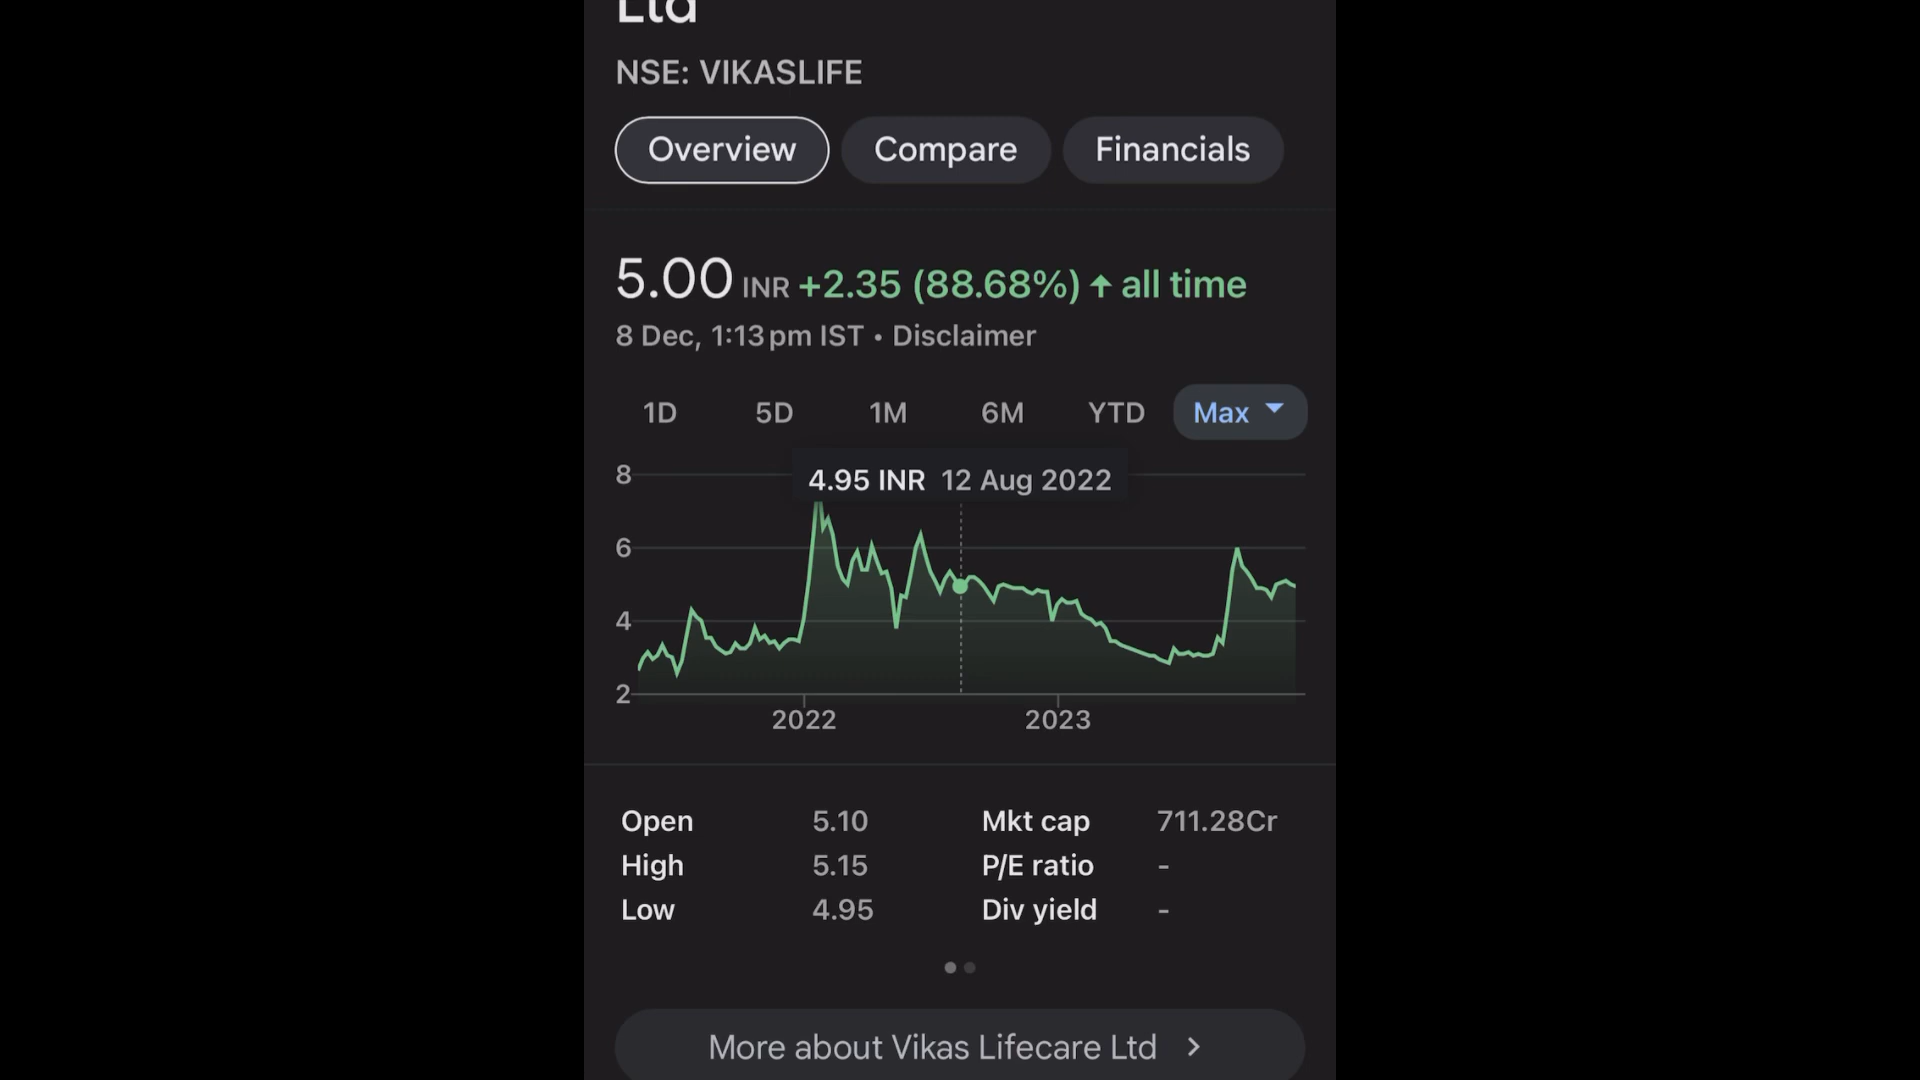 Ltd
NSE: VIKASLIFE
Overview Compare Financials
5.00 INR +2.35 (88.68%) ↑ all time
8 Dec, 1:13 pm IST • Disclaimer
1D 5D 1M 6M YTD Max
4.95 INR 12 Aug 2022
8
6
4
2
2022 2023
Open 5.10 Mkt cap 711.28Cr
High 5.15 P/E ratio -
Low 4.95 Div yield -
More about Vikas Lifecare Ltd >